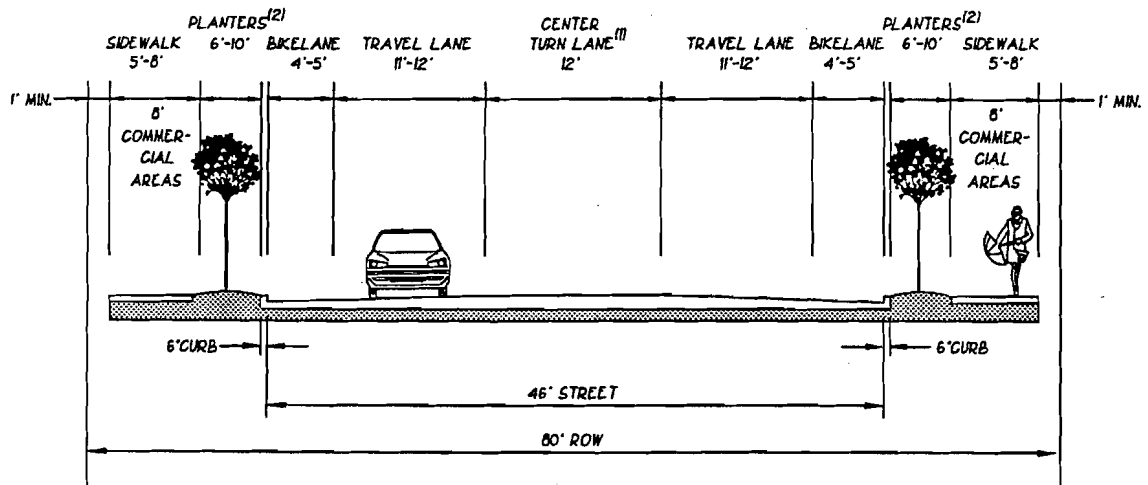 PLANTERS[2]
SIDEWALK 6'-10' BIKELANE TRAVEL LANE CENTER TURN LANE[1] TRAVEL LANE BIKELANE PLANTERS[2] 6'-10' SIDEWALK
5'-8' 4'-5' 11'-12' 12' 11'-12' 4'-5' 5'-8'
1' MIN. 1' MIN.
8' 8'
COMMER- COMMER-
CIAL CIAL
AREAS AREAS
6" CURB 6" CURB
46' STREET
80' ROW